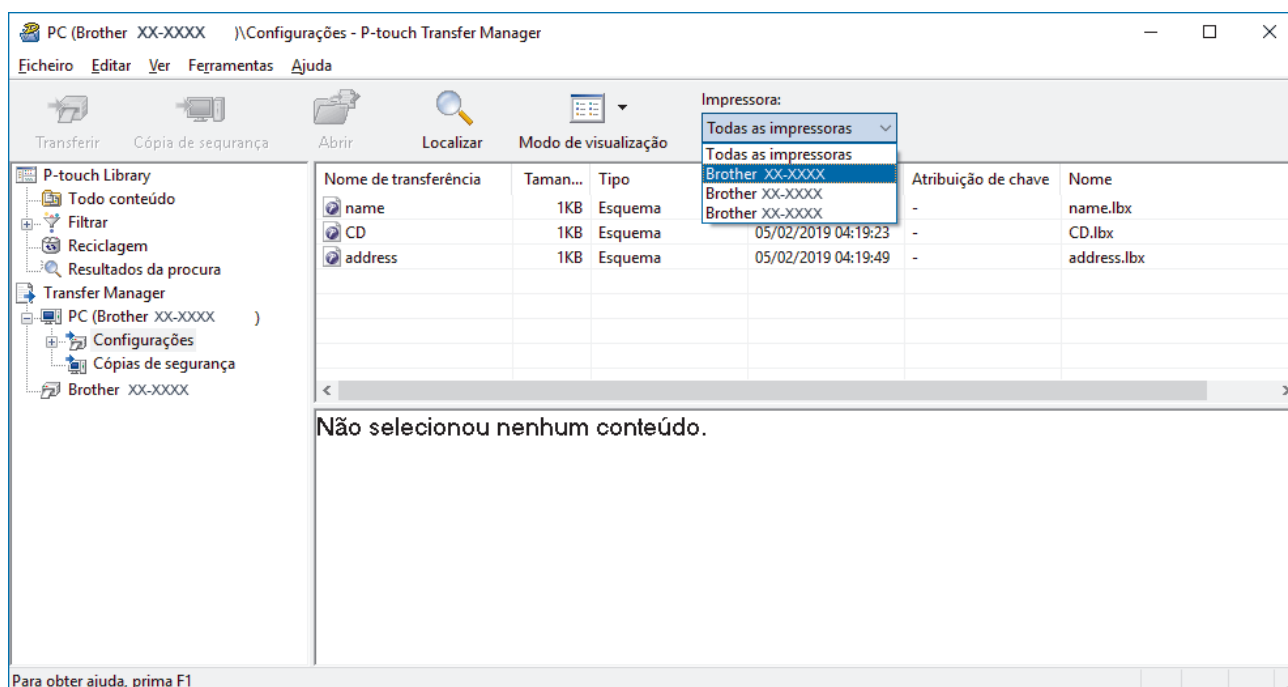 PC (Brother XX-XXXX )\Configurações - P-touch Transfer Manager
Ficheiro Editar Ver Ferramentas Ajuda
Transferir Cópia de segurança Abrir Localizar Modo de visualização
Impressora:
Todas as impressoras
Todas as impressoras
Brother XX-XXXX
Brother XX-XXXX
Brother XX-XXXX
P-touch Library
Todo conteúdo
Filtrar
Reciclagem
Resultados da procura
Transfer Manager
PC (Brother XX-XXXX )
Configurações
Cópias de segurança
Brother XX-XXXX
Nome de transferência Taman... Tipo Atribuição de chave Nome
name 1KB Esquema - name.lbx
CD 1KB Esquema 05/02/2019 04:19:23 - CD.lbx
address 1KB Esquema 05/02/2019 04:19:49 - address.lbx
Não selecionou nenhum conteúdo.
Para obter ajuda, prima F1